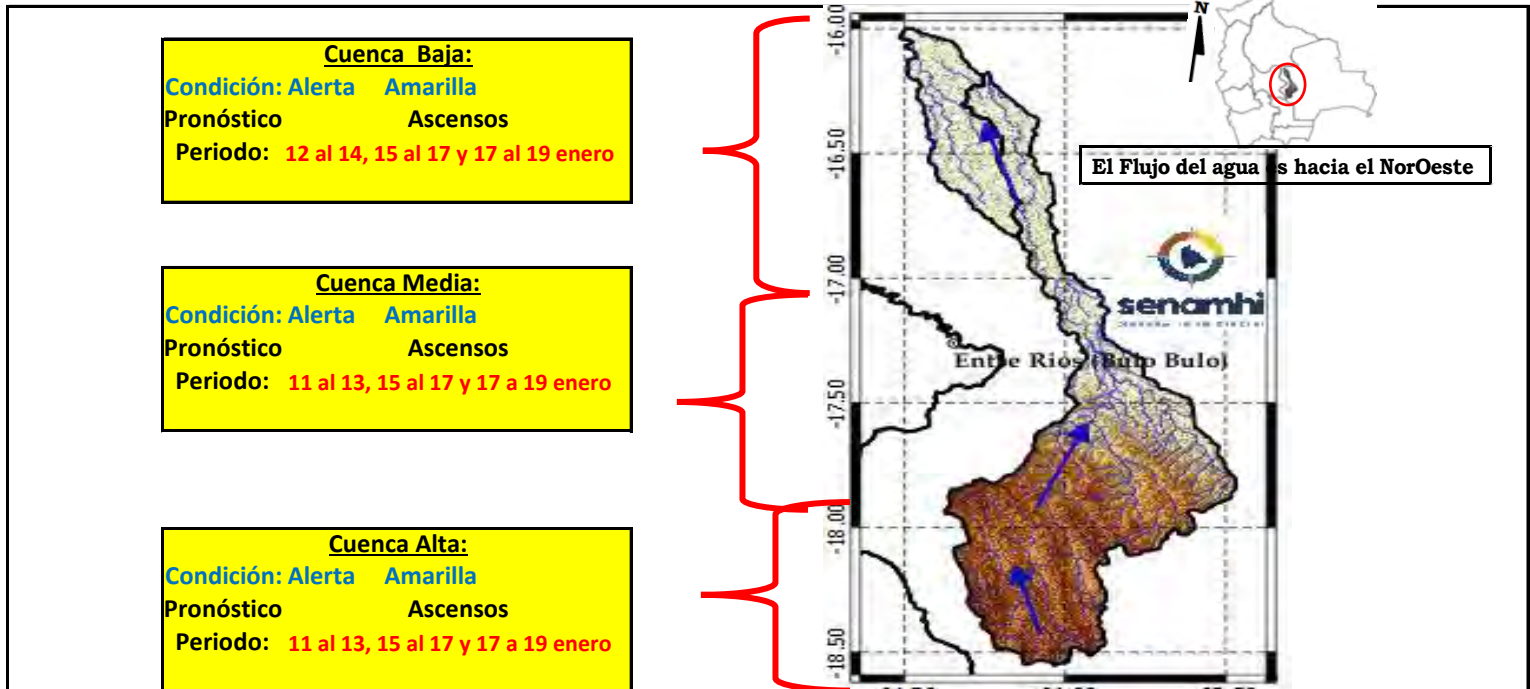 Cuenca  Baja:
Condición: Alerta    Amarilla
Pronóstico    Ascensos
Periodo:   12 al 14, 15 al 17 y 17 al 19 enero
Cuenca Media:
Condición: Alerta    Amarilla
Pronóstico    Ascensos
Periodo:   11 al 13, 15 al 17 y 17 a 19 enero
Cuenca Alta:
Condición: Alerta    Amarilla
Pronóstico    Ascensos
Periodo:   11 al 13, 15 al 17 y 17 a 19 enero
N
El Flujo del agua es hacia el NorOeste
senamhi
Entre Rios (Bulo Bulo)
-16.00
-16.50
-17.00
-17.50
-18.00
-18.50